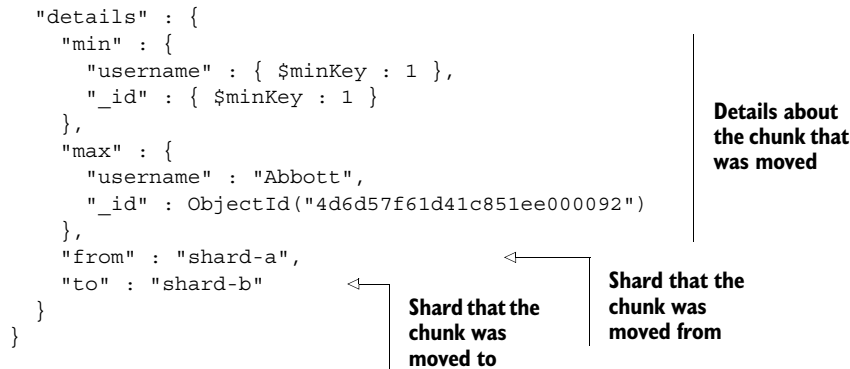 "details" : {
"min" : {
"username" : { $minKey : 1 },
"_id" : { $minKey : 1 }
},
"max" : {
"username" : "Abbott",
"_id" : ObjectId("4d6d57f61d41c851ee000092")
},
"from" : "shard-a",
"to" : "shard-b"
}
}
Details about
the chunk that
was moved
Shard that the
chunk was
moved from
Shard that the
chunk was
moved to